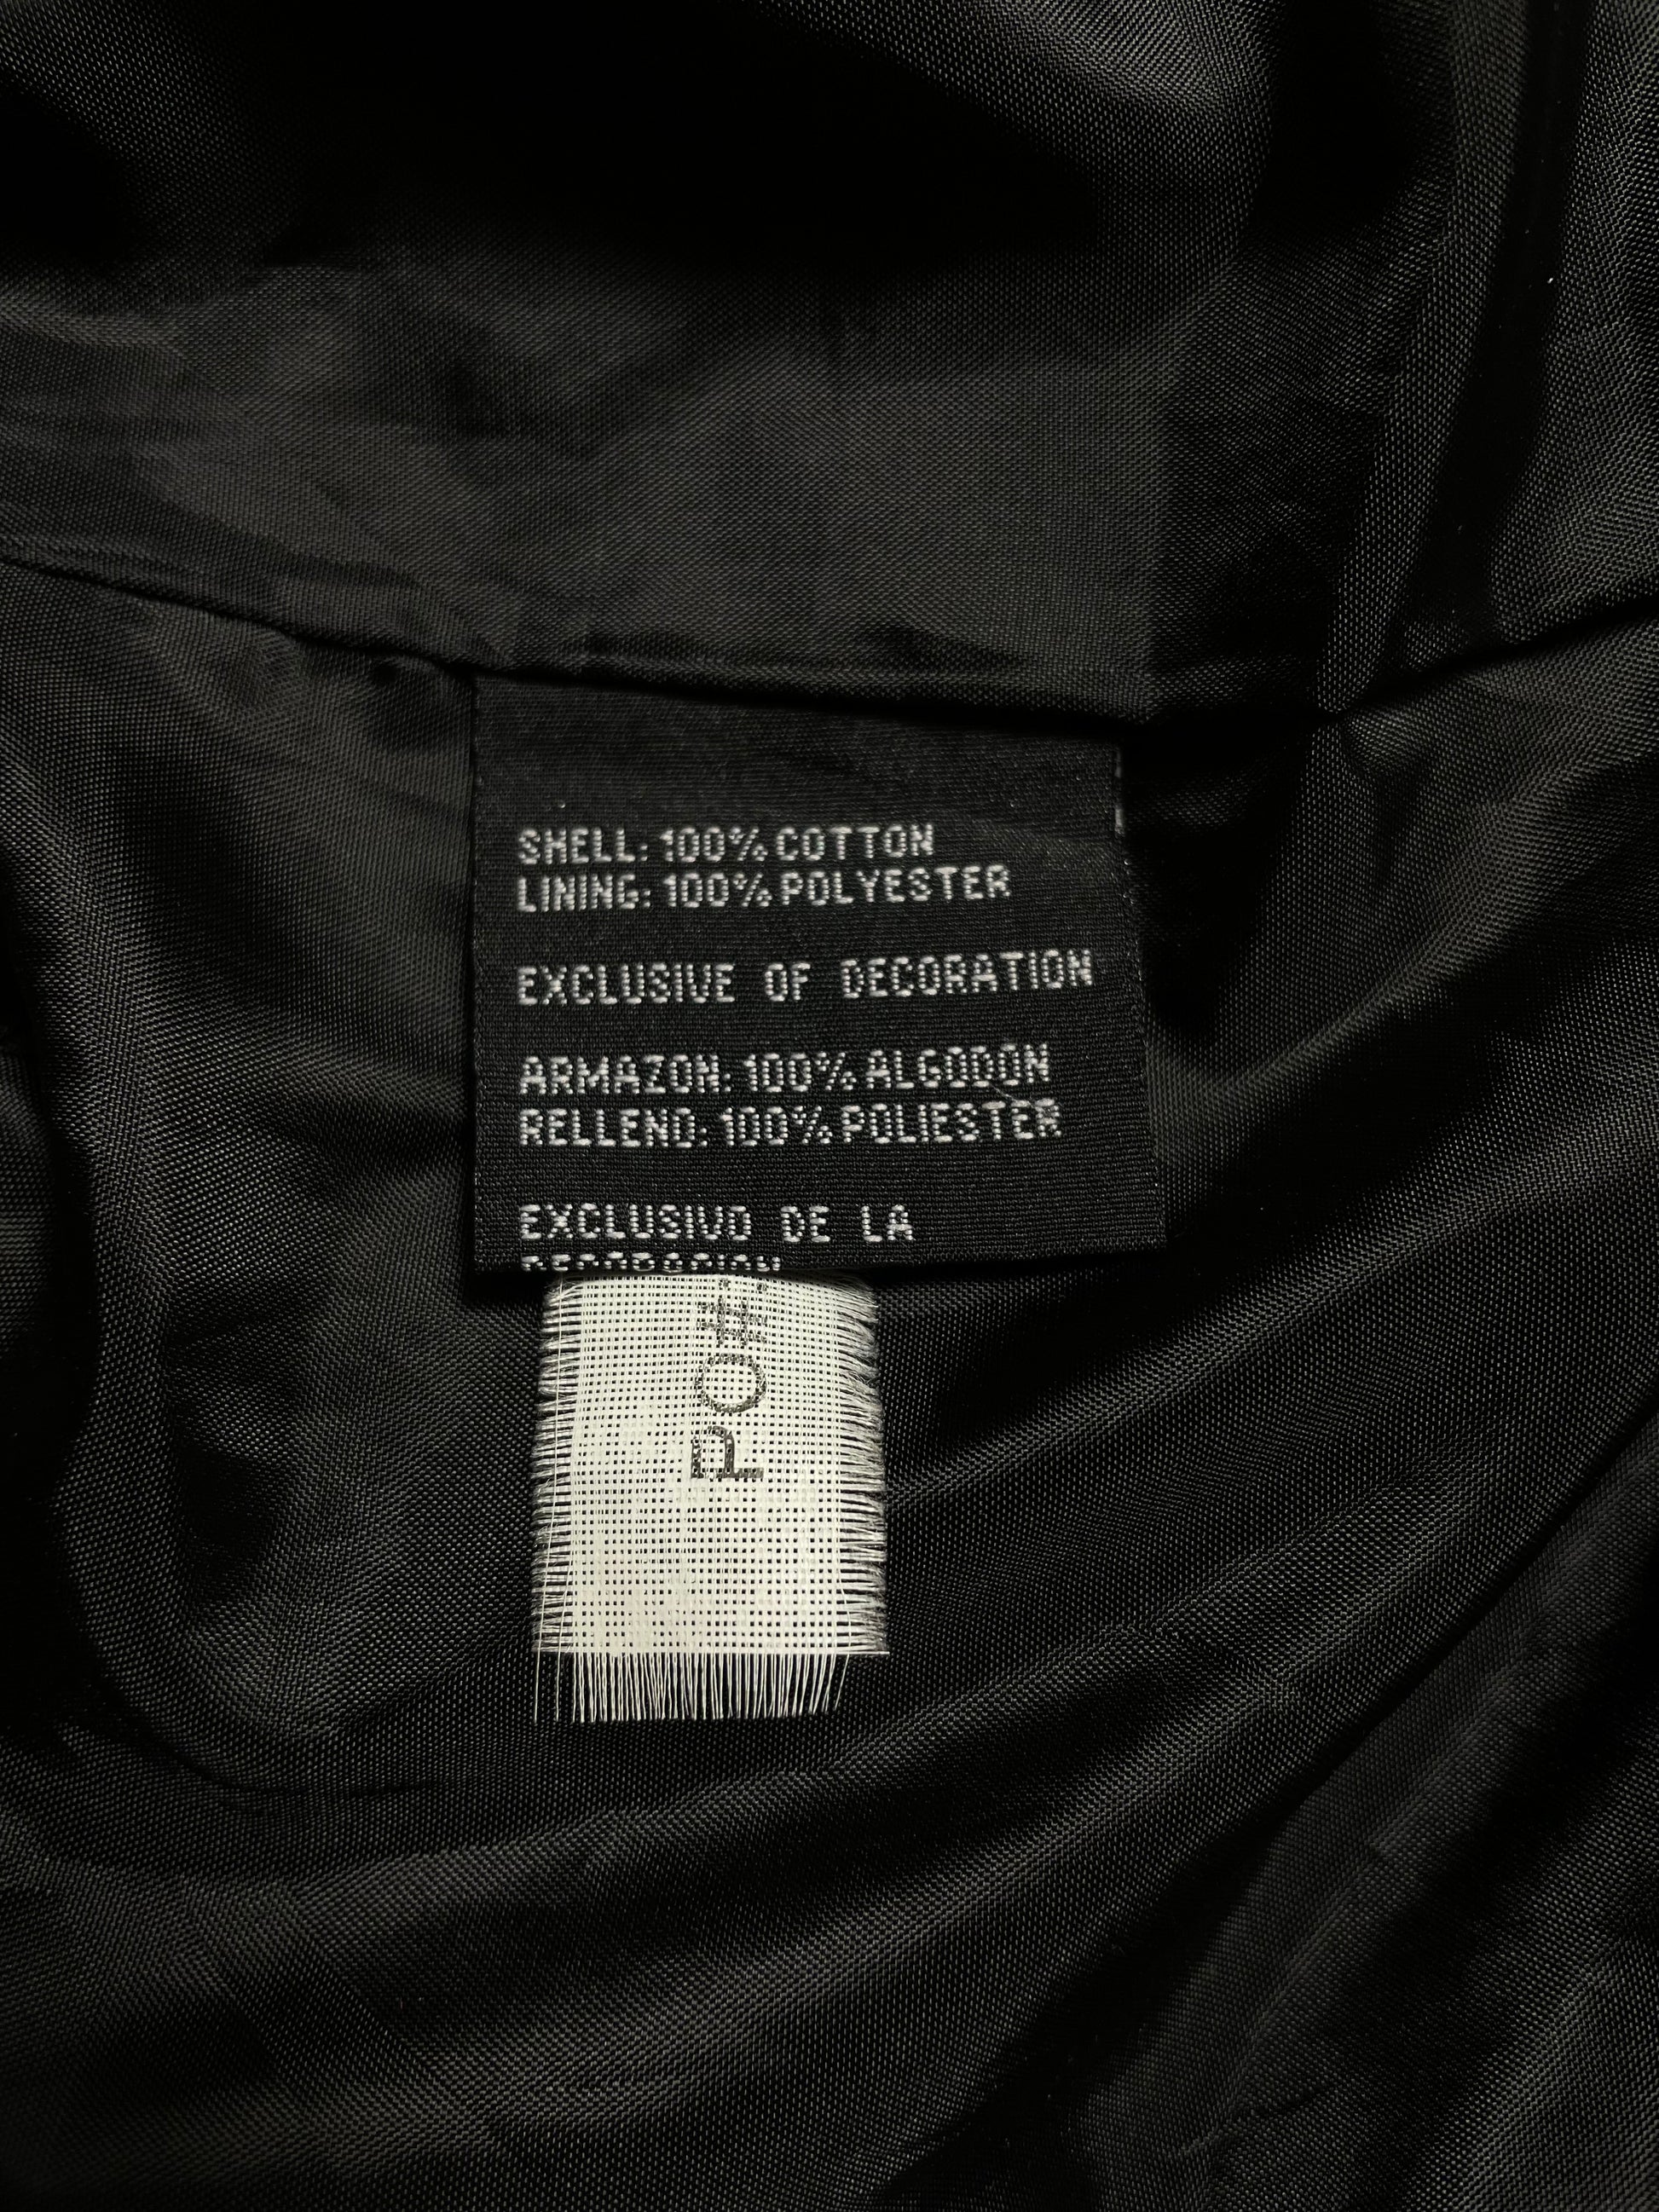 SHELL: 100% COTTON
LINING: 100% POLYESTER
EXCLUSIVE OF DECORATION
ARMAZON: 100% ALGODON
RELLENO: 100% POLIESTER
EXCLUSIVO DE LA
PO#: